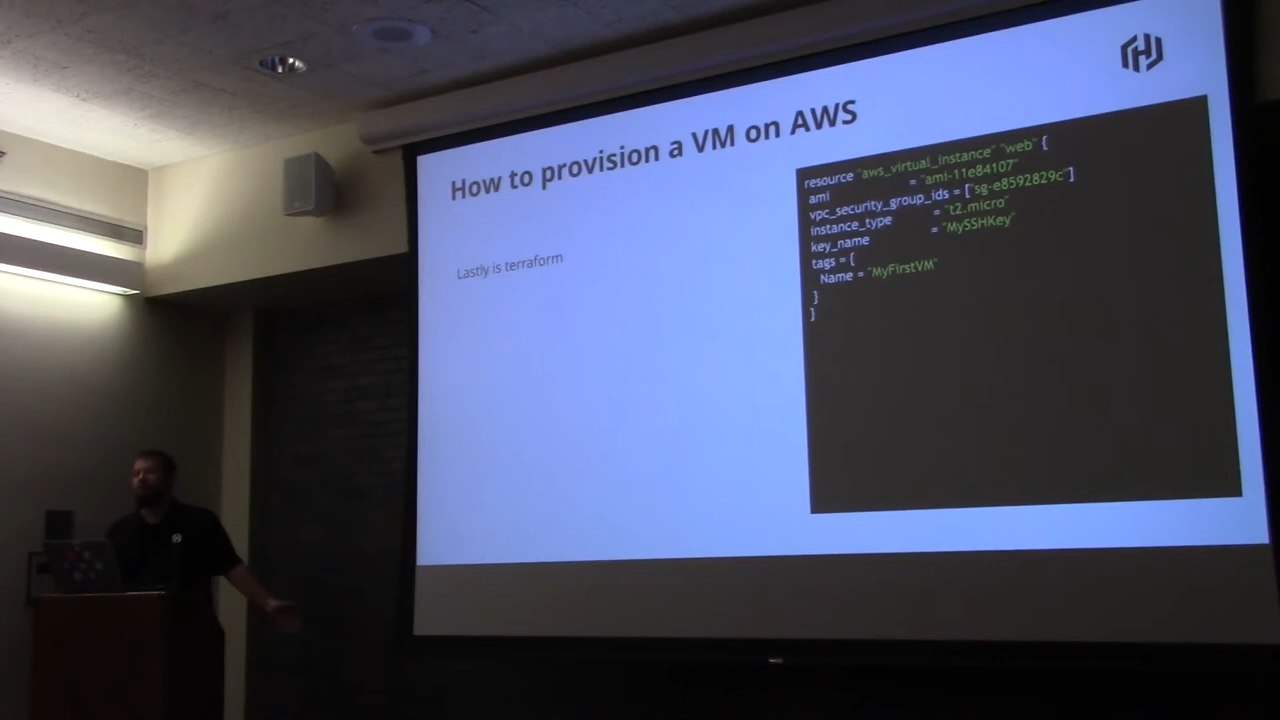 How to provision a VM on AWS
Lastly is terraform
resource "aws_virtual_instance" "web" {
ami = "ami-11e84107"
vpc_security_group_ids = ["sg-e8592829c"]
instance_type = "t2.micro"
key_name = "MySSHKey"
tags = {
Name = "MyFirstVM"
}
}